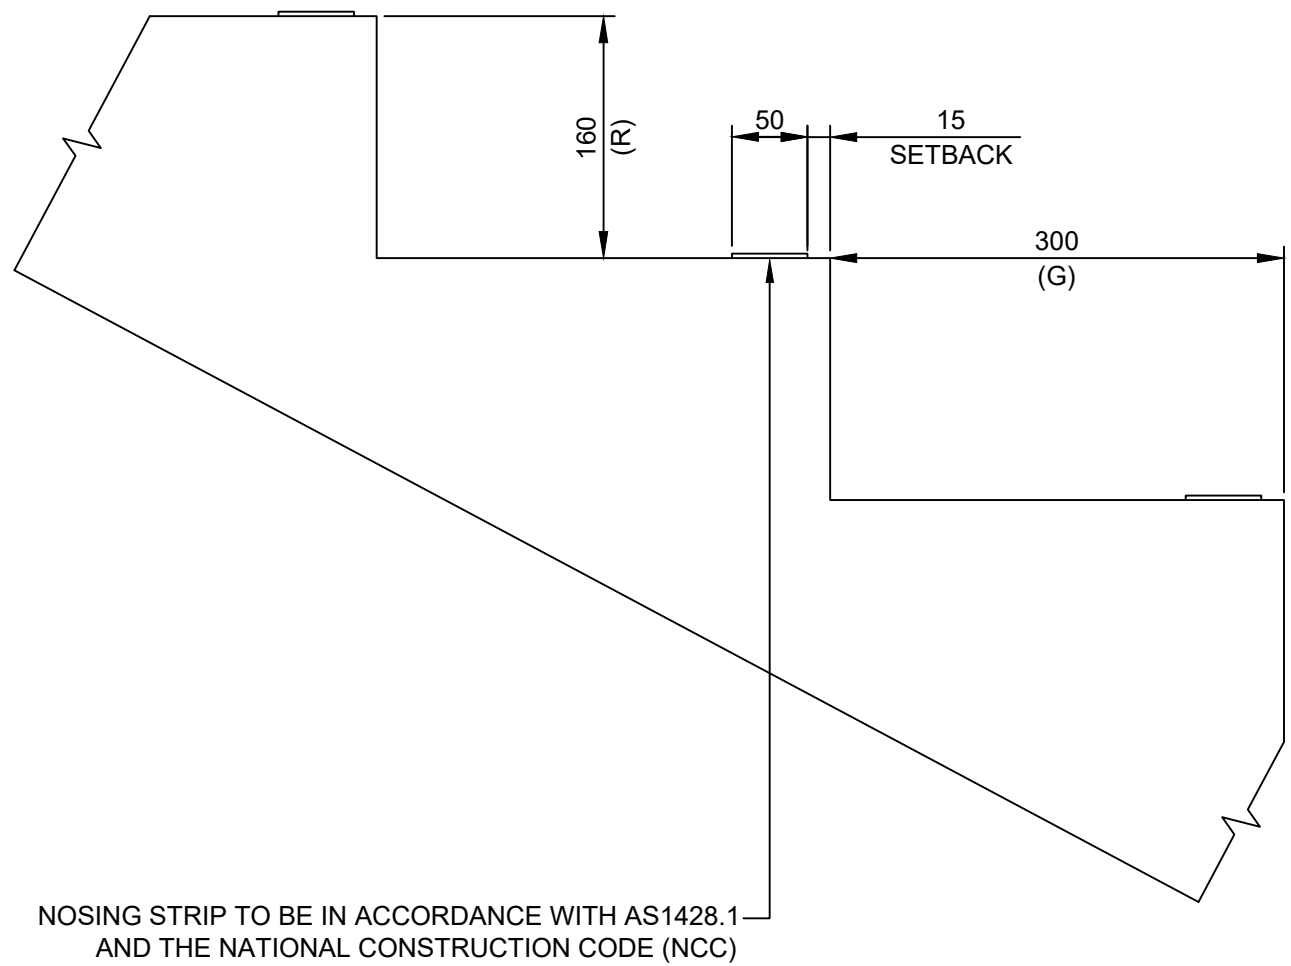 160
(R)
50
15
SETBACK
300
(G)
NOSING STRIP TO BE IN ACCORDANCE WITH AS1428.1
AND THE NATIONAL CONSTRUCTION CODE (NCC)